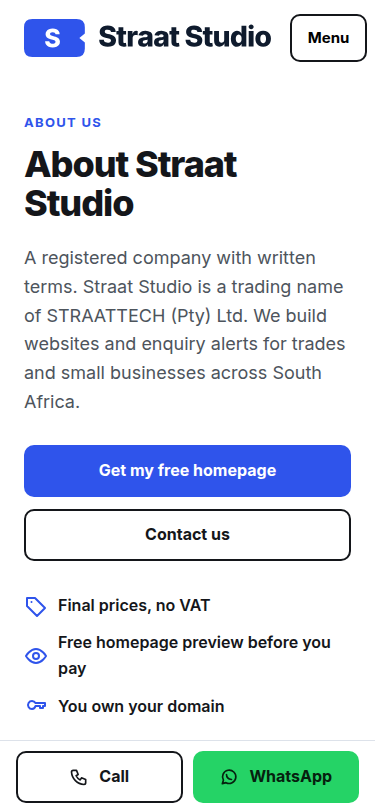 S Straat Studio
Menu
ABOUT US
About Straat
Studio
A registered company with written
terms. Straat Studio is a trading name
of STRAATTECH (Pty) Ltd. We build
websites and enquiry alerts for trades
and small businesses across South
Africa.
Get my free homepage
Contact us
Final prices, no VAT
Free homepage preview before you
pay
You own your domain
Call
WhatsApp